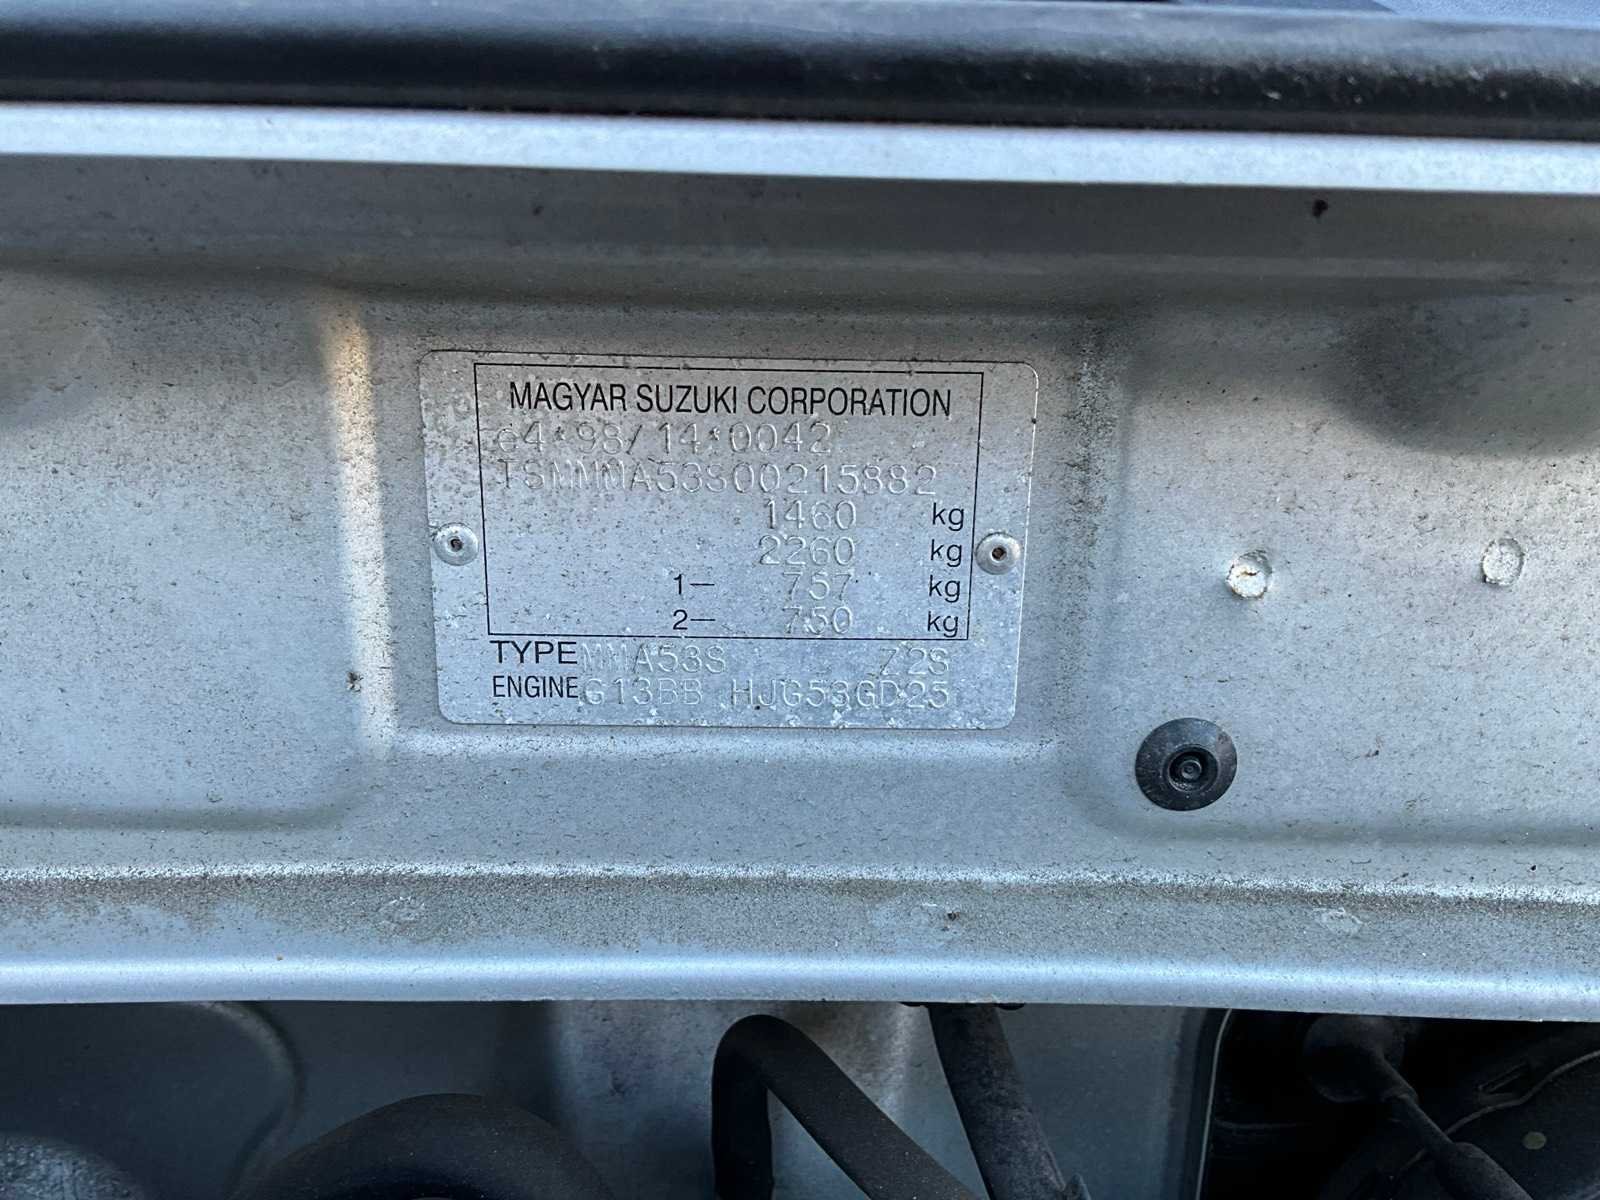 MAGYAR SUZUKI CORPORATION
e4*98/14*0042
TSMMMA53S00215882
1460 kg
2260 kg
1- 757 kg
2- 750 kg
TYPE MMA53S Z2S
ENGINE G13BB HJG53GD25